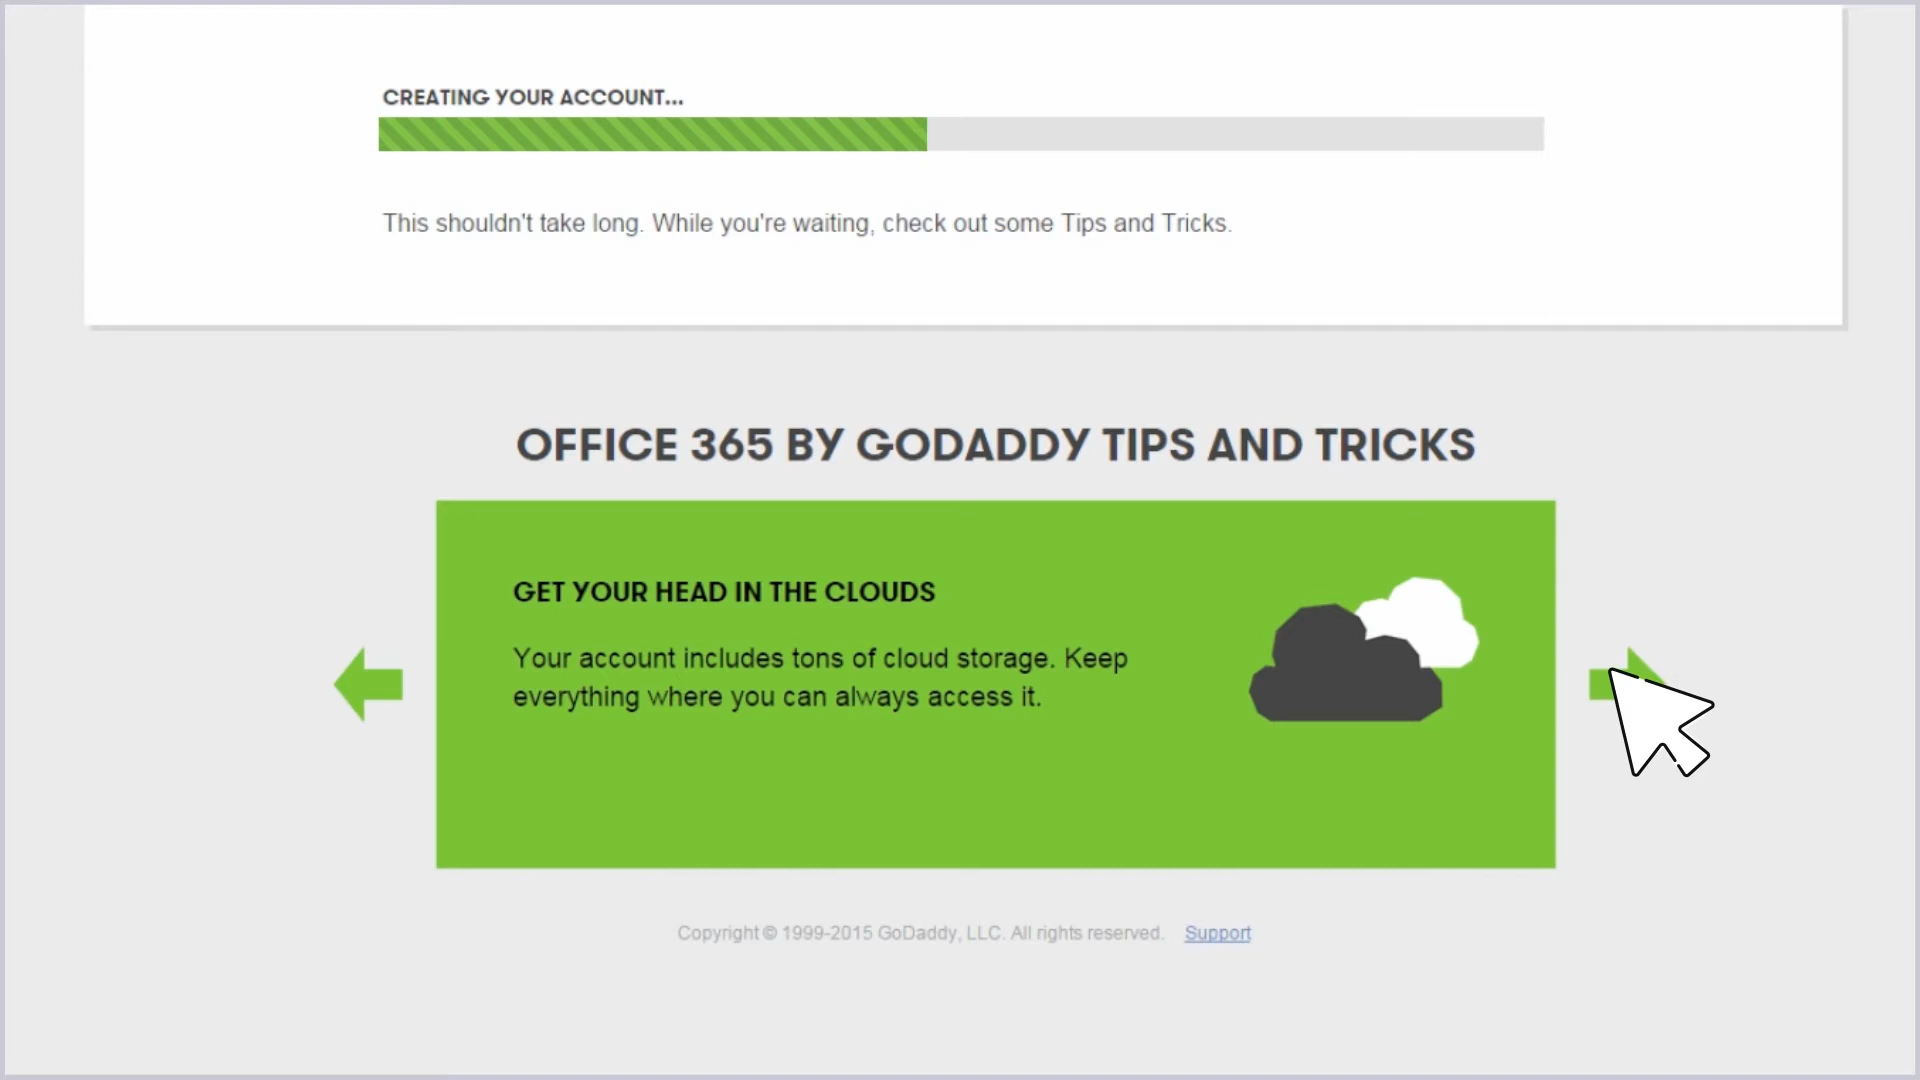 CREATING YOUR ACCOUNT...
This shouldn't take long. While you're waiting, check out some Tips and Tricks.
OFFICE 365 BY GODADDY TIPS AND TRICKS
GET YOUR HEAD IN THE CLOUDS
Your account includes tons of cloud storage. Keep
everything where you can always access it.
Copyright © 1999-2015 GoDaddy, LLC. All rights reserved. Support